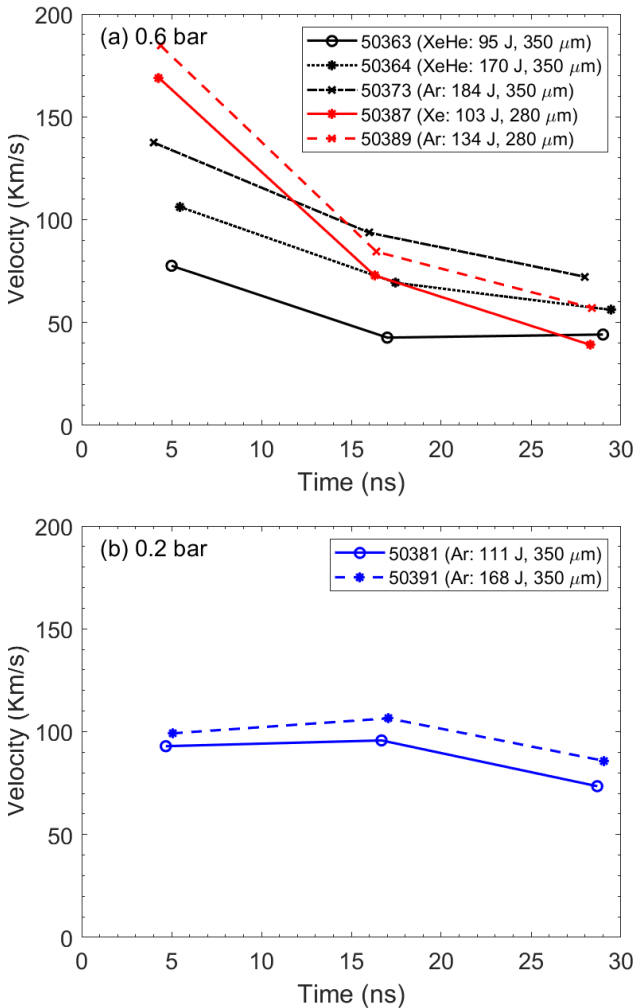 (a) 0.6 bar
50363 (XeHe: 95 J, 350 μm)
50364 (XeHe: 170 J, 350 μm)
50373 (Ar: 184 J, 350 μm)
50387 (Xe: 103 J, 280 μm)
50389 (Ar: 134 J, 280 μm)
200
150
100
50
0
Velocity (Km/s)
0 5 10 15 20 25 30
Time (ns)
(b) 0.2 bar
50381 (Ar: 111 J, 350 μm)
50391 (Ar: 168 J, 350 μm)
200
150
100
50
0
Velocity (Km/s)
0 5 10 15 20 25 30
Time (ns)